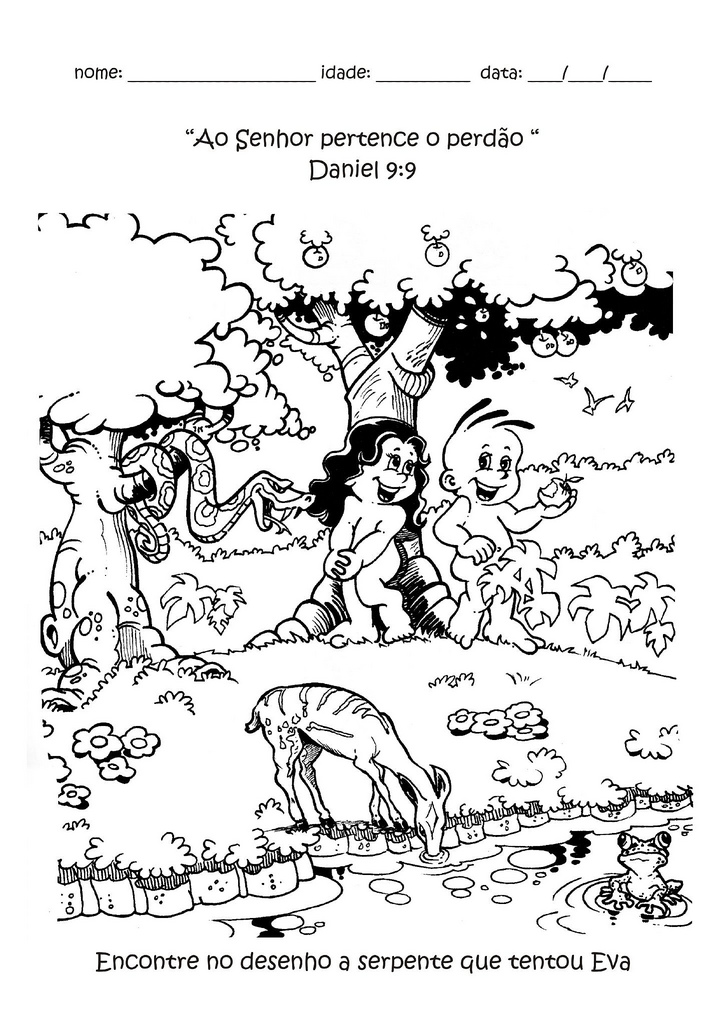 nome: ____________________ idade: __________ data: ____/____/_____
“Ao Senhor pertence o perdão “
Daniel 9:9
Encontre no desenho a serpente que tentou Eva